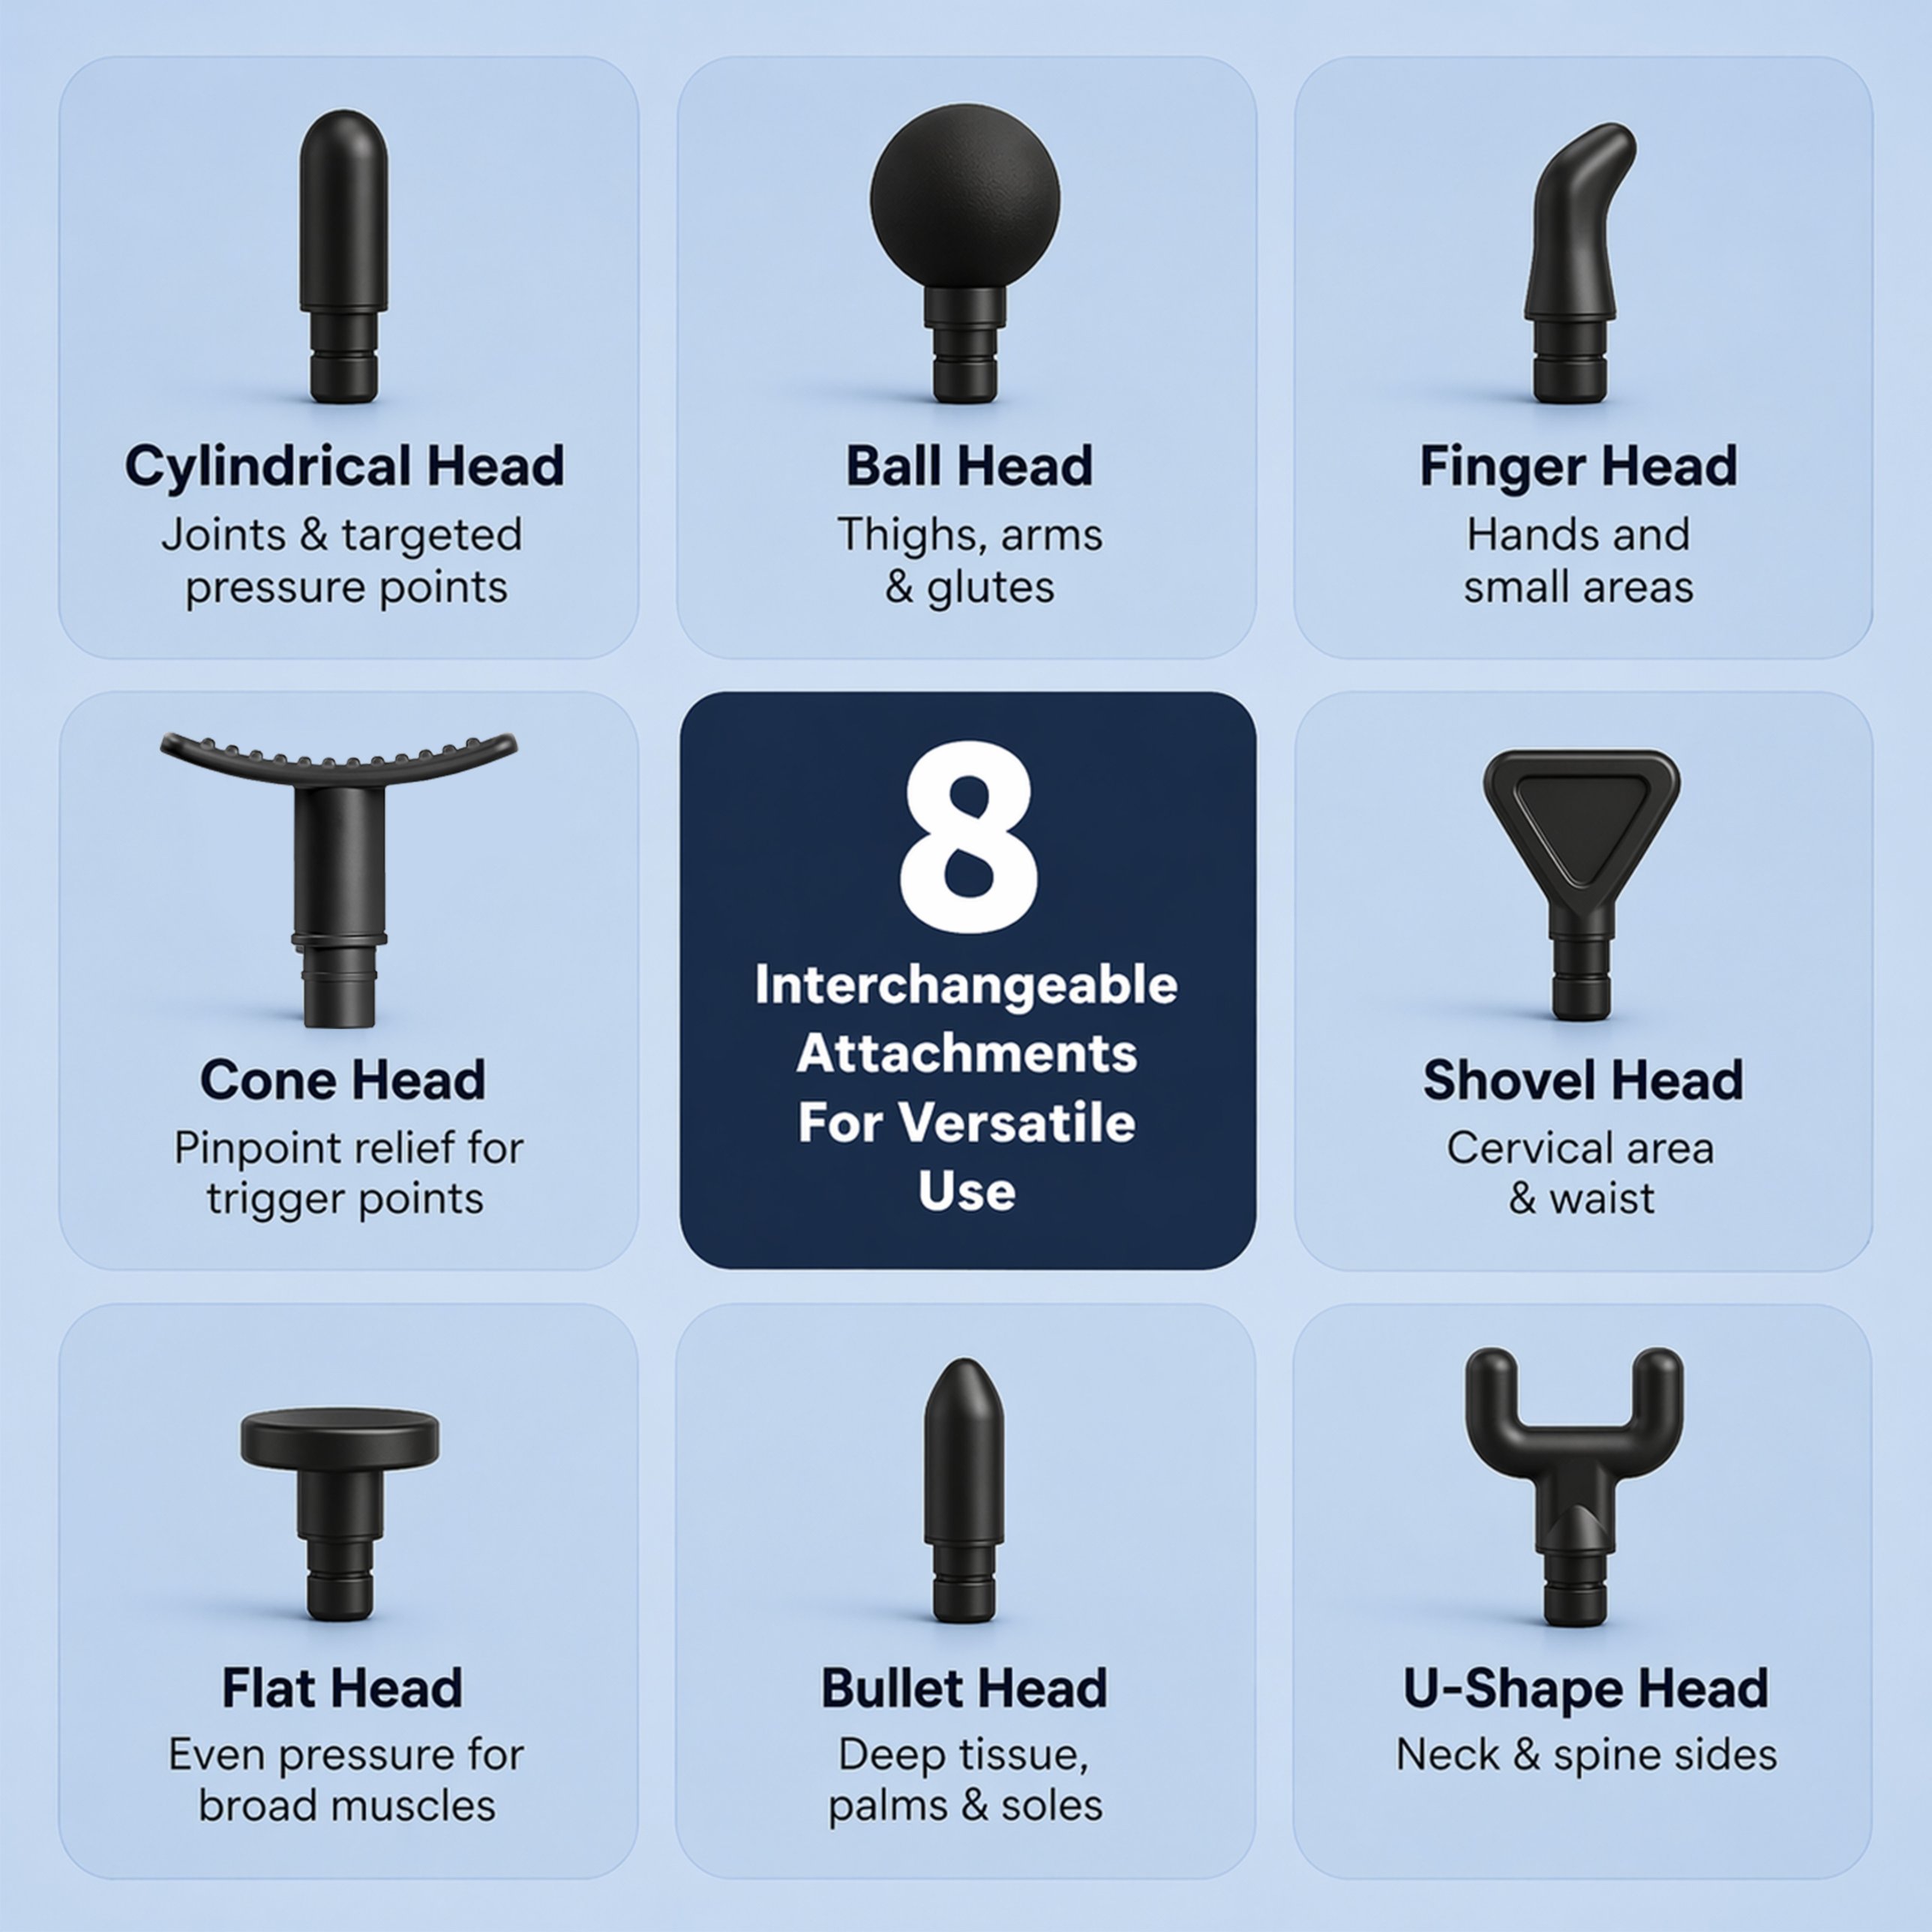 Cylindrical Head
Joints & targeted
pressure points
Ball Head
Thighs, arms
& glutes
Finger Head
Hands and
small areas
Cone Head
Pinpoint relief for
trigger points
8
Interchangeable
Attachments
For Versatile
Use
Shovel Head
Cervical area
& waist
Flat Head
Even pressure for
broad muscles
Bullet Head
Deep tissue,
palms & soles
U-Shape Head
Neck & spine sides